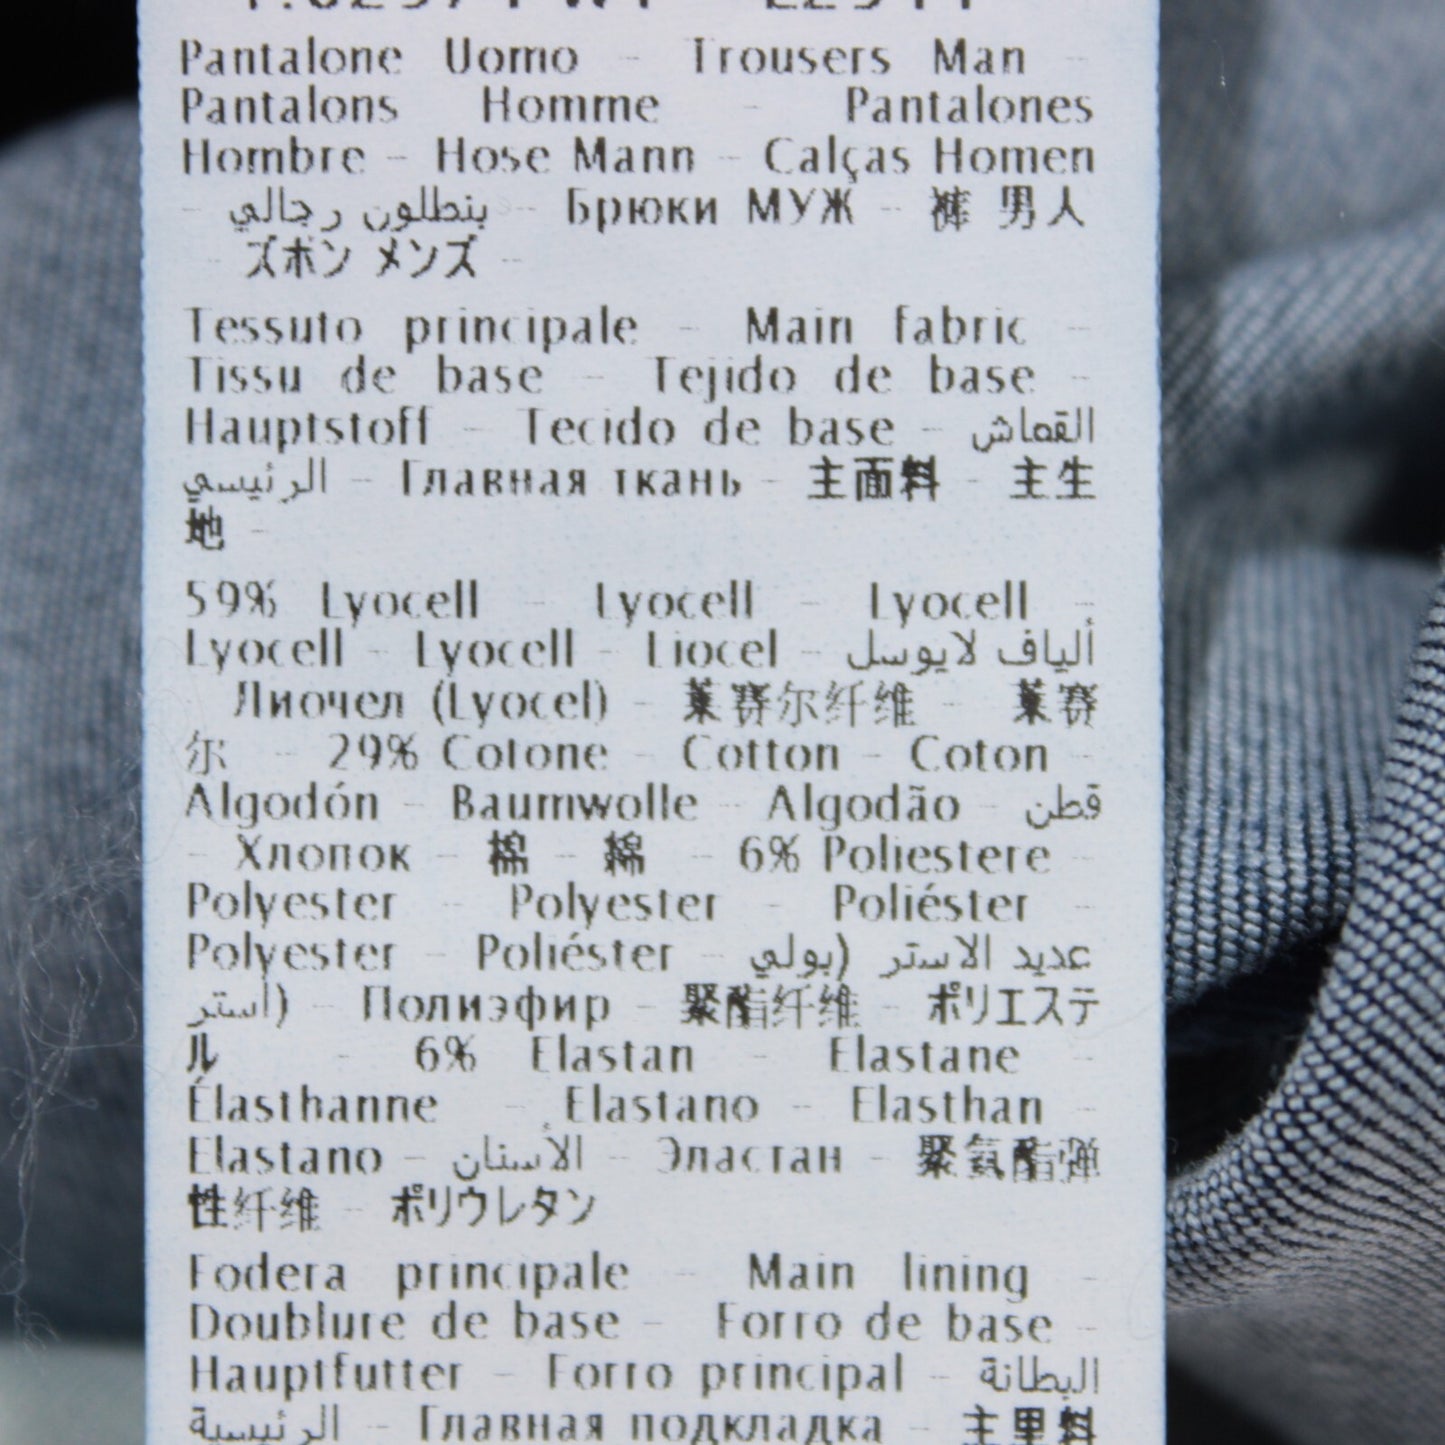 Pantalone Uomo - Trousers Man -
Pantalons Homme - Pantalones
Hombre - Hose Mann - Calças Homen
- بنطلون رجالي - Брюки МУЖ - 裤 男人
- ズボン メンズ -
Tessuto principale - Main fabric -
Tissu de base - Tejido de base -
Hauptstoff - Tecido de base - القماش
الرئيسي - Главная ткань - 主面料 - 主生
地 -
59% Lyocell - Lyocell - Lyocell -
Lyocell - Lyocell - Liocel - ألياف لايوسل
Лиочел (Lyocel) - 莱赛尔纤维 - 莱赛
尔 - 29% Cotone - Cotton - Coton -
Algodón - Baumwolle - Algodão - قطن
- Хлопок - 棉 - 綿 - 6% Poliestere -
Polyester - Polyester - Poliéster -
Polyester - Poliéster - عديد الاستر (بولي
استر) - Полиэфир - 聚酯纤维 - ポリエステ
ル - 6% Elastan - Elastane -
Élasthanne - Elastano - Elasthan -
Elastano - الأسنان - Эластан - 聚氨酯弹
性纤维 - ポリウレタン
Fodera principale - Main lining -
Doublure de base - Forro de base -
Hauptfutter - Forro principal - البطانة
الرئيسية - Главная подкладка - 主里料